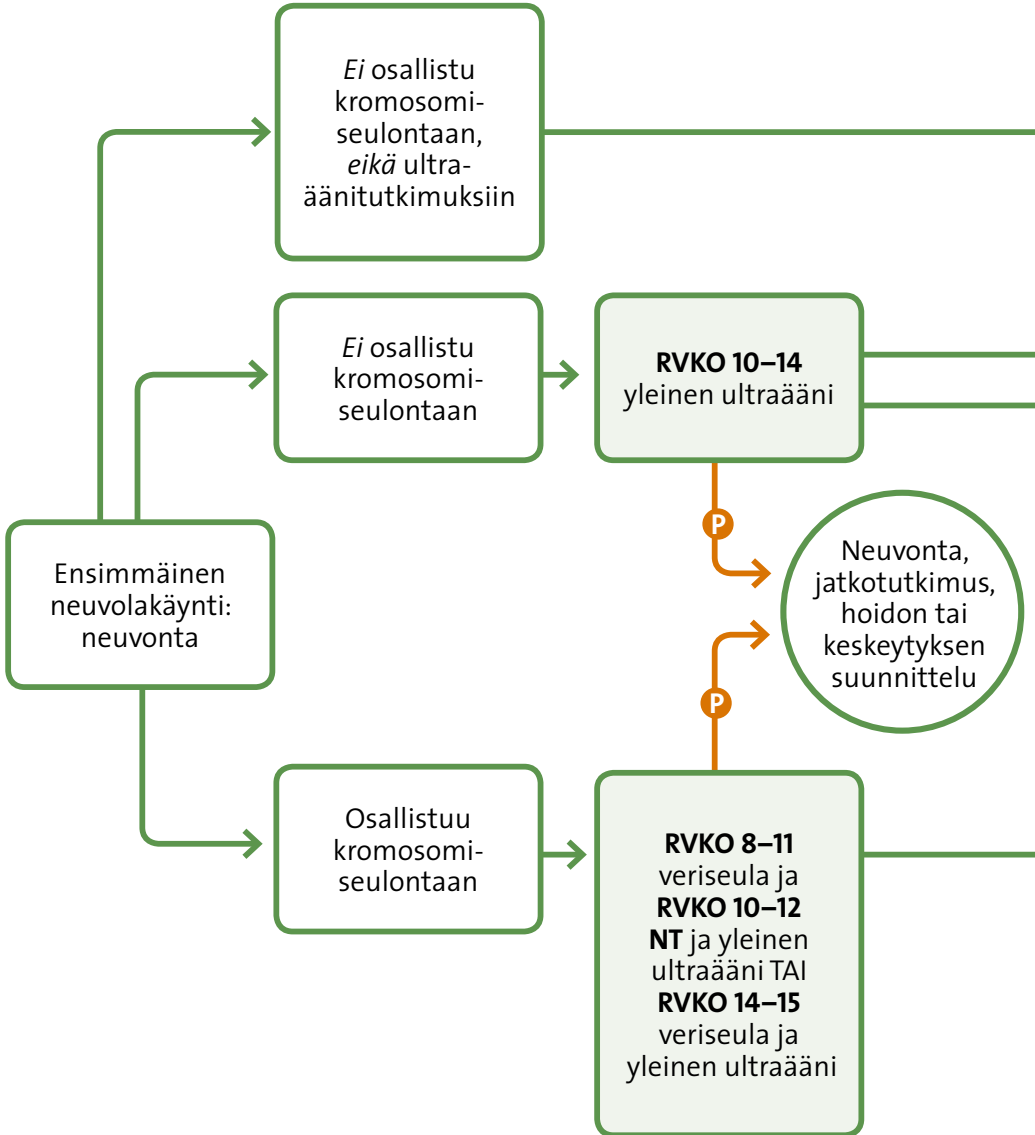 Ei osallistu
kromosomi-
seulontaan,
eikä ultra-
äänitutkimuksiin
Ei osallistu
kromosomi-
seulontaan
RVKO 10–14
yleinen ultraääni
P
Neuvonta,
jatkotutkimus,
hoidon tai
keskeytyksen
suunnittelu
Ensimmäinen
neuvolakäynti:
neuvonta
P
Osallistuu
kromosomi-
seulontaan
RVKO 8–11
veriseula ja
RVKO 10–12
NT ja yleinen
ultraääni TAI
RVKO 14–15
veriseula ja
yleinen ultraääni